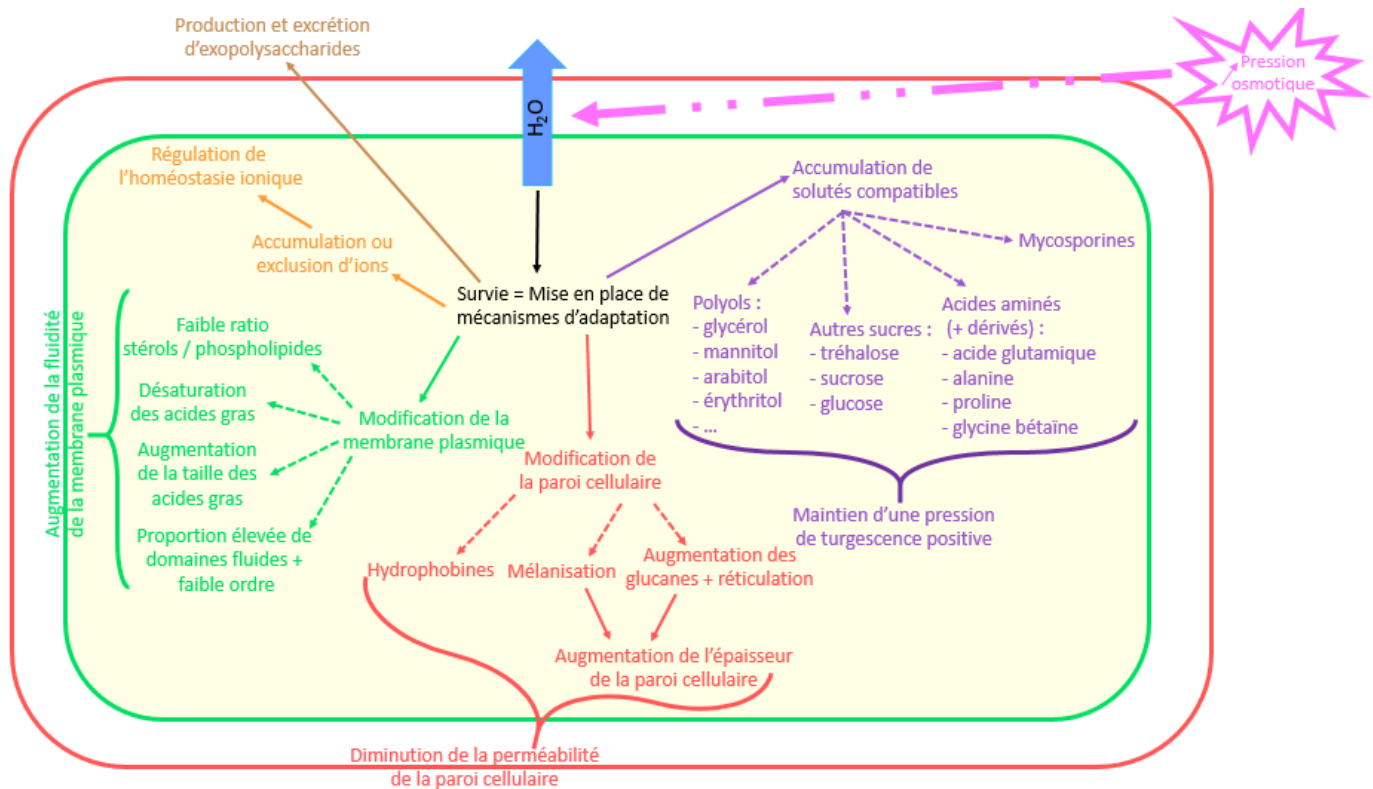 Production et excrétion
d'exopolysaccharides
H₂O
Pression
osmotique
Régulation de
l'homéostasie ionique
Accumulation ou
exclusion d'ions
Accumulation de
solutés compatibles
Mycosporines
Survie = Mise en place de
mécanismes d'adaptation
Polyols :
- glycérol
- mannitol
- arabitol
- érythritol
- ...
Autres sucres :
- tréhalose
- sucrose
- glucose
Acides aminés
(+ dérivés) :
- acide glutamique
- alanine
- proline
- glycine bétaïne
Maintien d'une pression
de turgescence positive
Augmentation de la fluidité
de la membrane plasmique
Faible ratio
stérols / phospholipides
Désaturation
des acides gras
Augmentation
de la taille des
acides gras
Proportion élevée de
domaines fluides +
faible ordre
Modification de la
membrane plasmique
Modification de
la paroi cellulaire
Hydrophobines
Mélanisation
Augmentation des
glucanes + réticulation
Augmentation de l'épaisseur
de la paroi cellulaire
Diminution de la perméabilité
de la paroi cellulaire